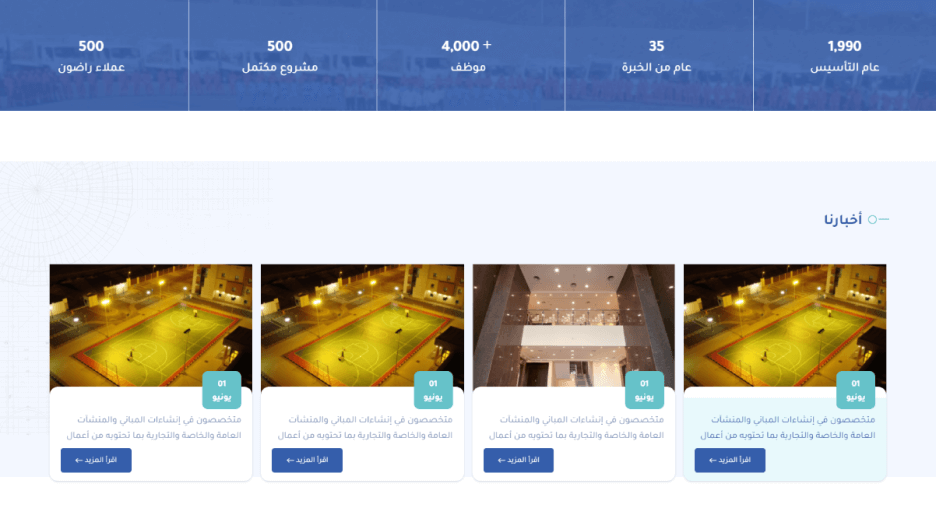 1,990
عام التأسيس
35
عام من الخبرة
4,000 +
موظف
500
مشروع مكتمل
500
عملاء راضون
أخبارنا
01
يونيو
متخصصون في إنشاءات المباني والمنشآت
العامة والخاصة والتجارية بما تحتويه من أعمال
اقرأ المزيد ←
01
يونيو
متخصصون في إنشاءات المباني والمنشآت
العامة والخاصة والتجارية بما تحتويه من أعمال
اقرأ المزيد ←
01
يونيو
متخصصون في إنشاءات المباني والمنشآت
العامة والخاصة والتجارية بما تحتويه من أعمال
اقرأ المزيد ←
01
يونيو
متخصصون في إنشاءات المباني والمنشآت
العامة والخاصة والتجارية بما تحتويه من أعمال
اقرأ المزيد ←